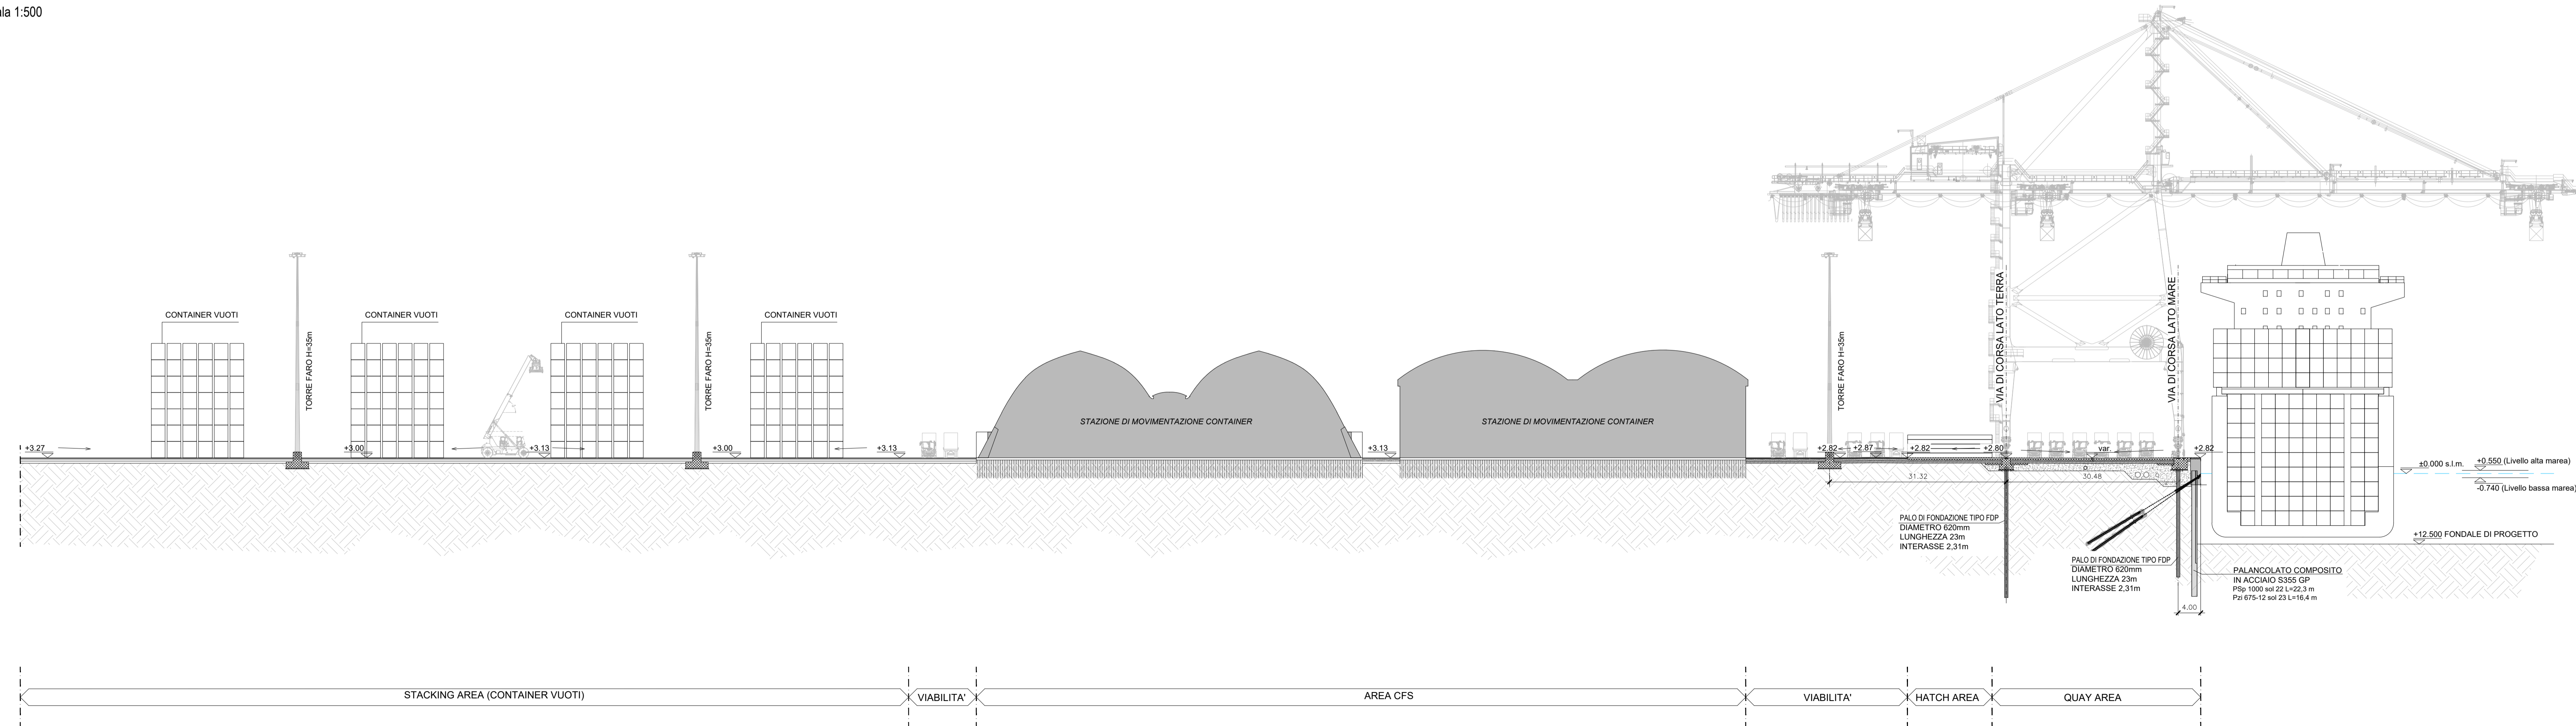 ala 1:500
CONTAINER VUOTI
CONTAINER VUOTI
CONTAINER VUOTI
CONTAINER VUOTI
TORRE FARO H=35m
TORRE FARO H=35m
TORRE FARO H=35m
VIA DI CORSA LATO TERRA
VIA DI CORSA LATO MARE
STAZIONE DI MOVIMENTAZIONE CONTAINER
STAZIONE DI MOVIMENTAZIONE CONTAINER
+3.27
+3.00
+3.13
+3.00
+3.13
+3.13
+2.82
+2.87
+2.82
+2.80
var.
+2.82
±0.000 s.l.m.
+0.550 (Livello alta marea)
-0.740 (Livello bassa marea)
31.32
30.48
PALO DI FONDAZIONE TIPO FDP
DIAMETRO 620mm
LUNGHEZZA 23m
INTERASSE 2,31m
PALO DI FONDAZIONE TIPO FDP
DIAMETRO 620mm
LUNGHEZZA 23m
INTERASSE 2,31m
+12.500 FONDALE DI PROGETTO
PALANCOLATO COMPOSITO
IN ACCIAIO S355 GP
PSp 1000 sol 22 L=22,3 m
Pzi 675-12 sol 23 L=16,4 m
4.00
STACKING AREA (CONTAINER VUOTI)
VIABILITA'
AREA CFS
VIABILITA'
HATCH AREA
QUAY AREA